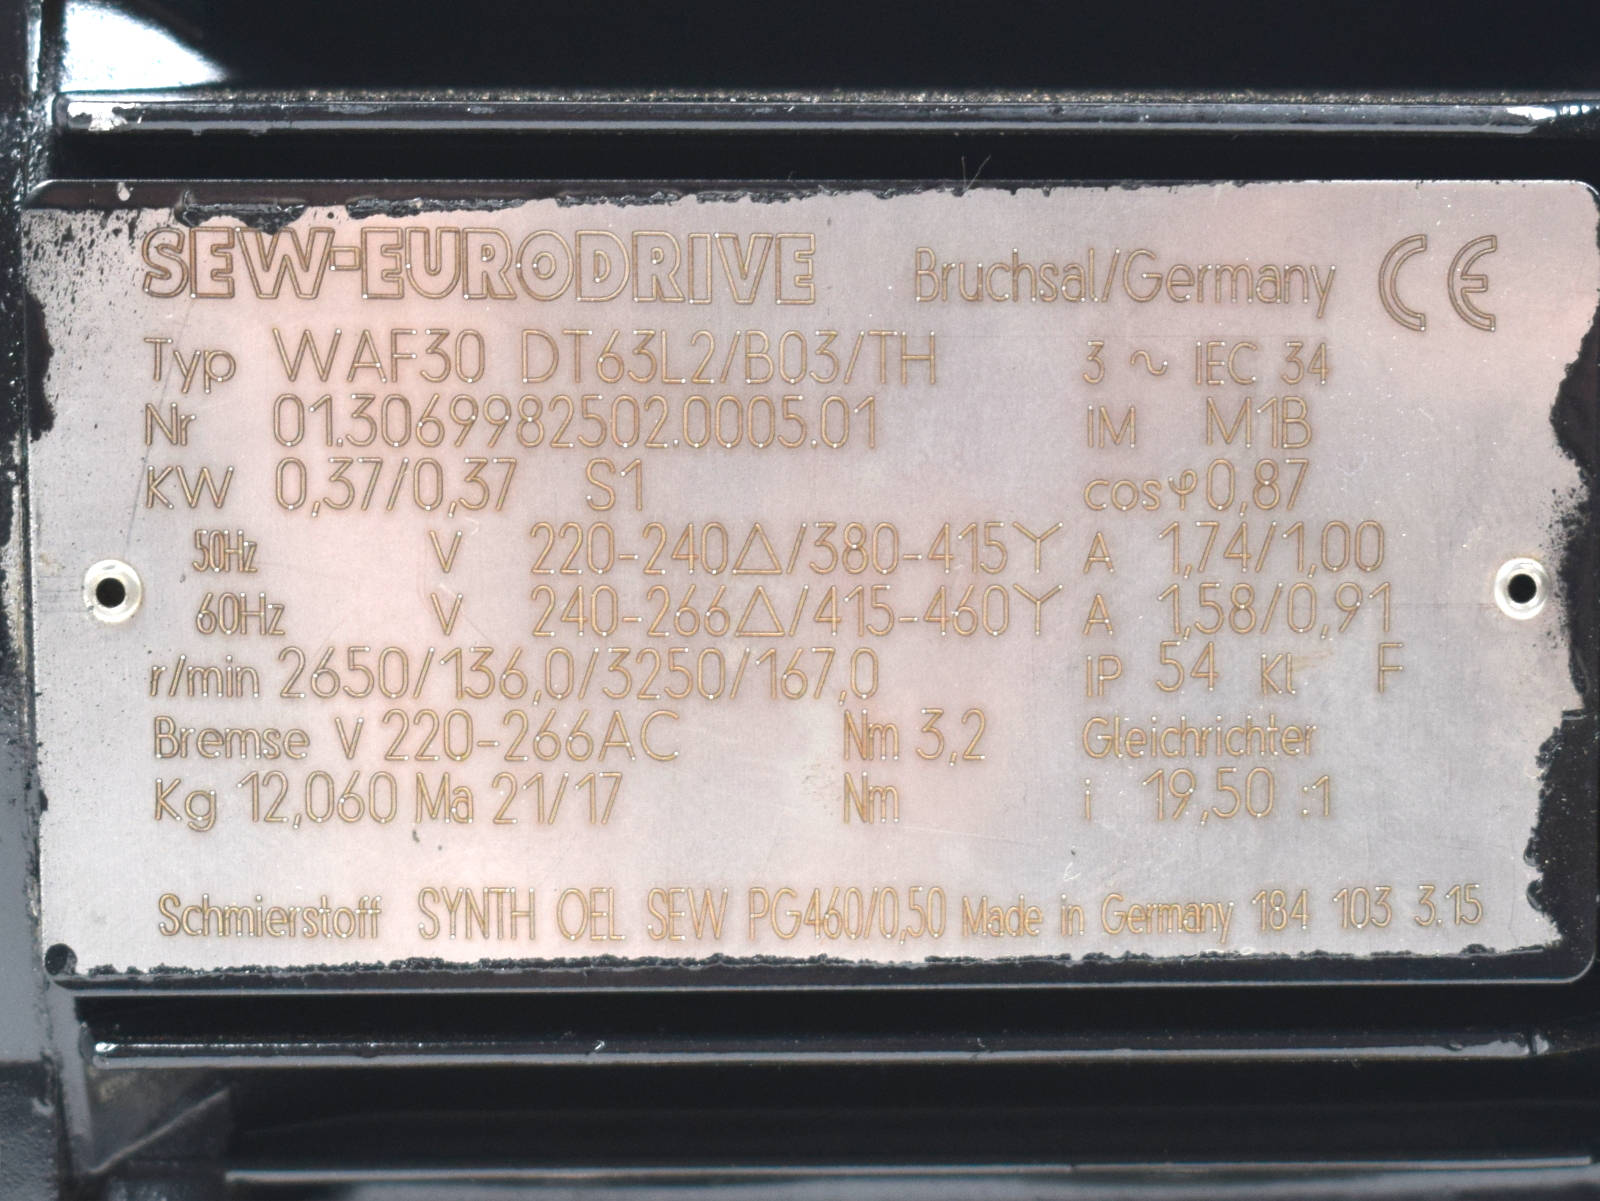 SEW-EURODRIVE Bruchsal/Germany CE
Typ WAF30 DT63L2/B03/TH 3 ~ IEC 34
Nr 01.3069982502.0005.01 IM M1B
KW 0,37/0,37 S1 cosφ 0,87
50Hz V 220-240△/380-415Y A 1,74/1,00
60Hz V 240-266△/415-460Y A 1,58/0,91
r/min 2650/136,0/3250/167,0 IP 54 Kl F
Bremse V 220-266AC Nm 3,2 Gleichrichter
Kg 12,060 Ma 21/17 Nm i 19,50 :1
Schmierstoff SYNTH OEL SEW PG460/0,50 Made in Germany 184 103 3.15